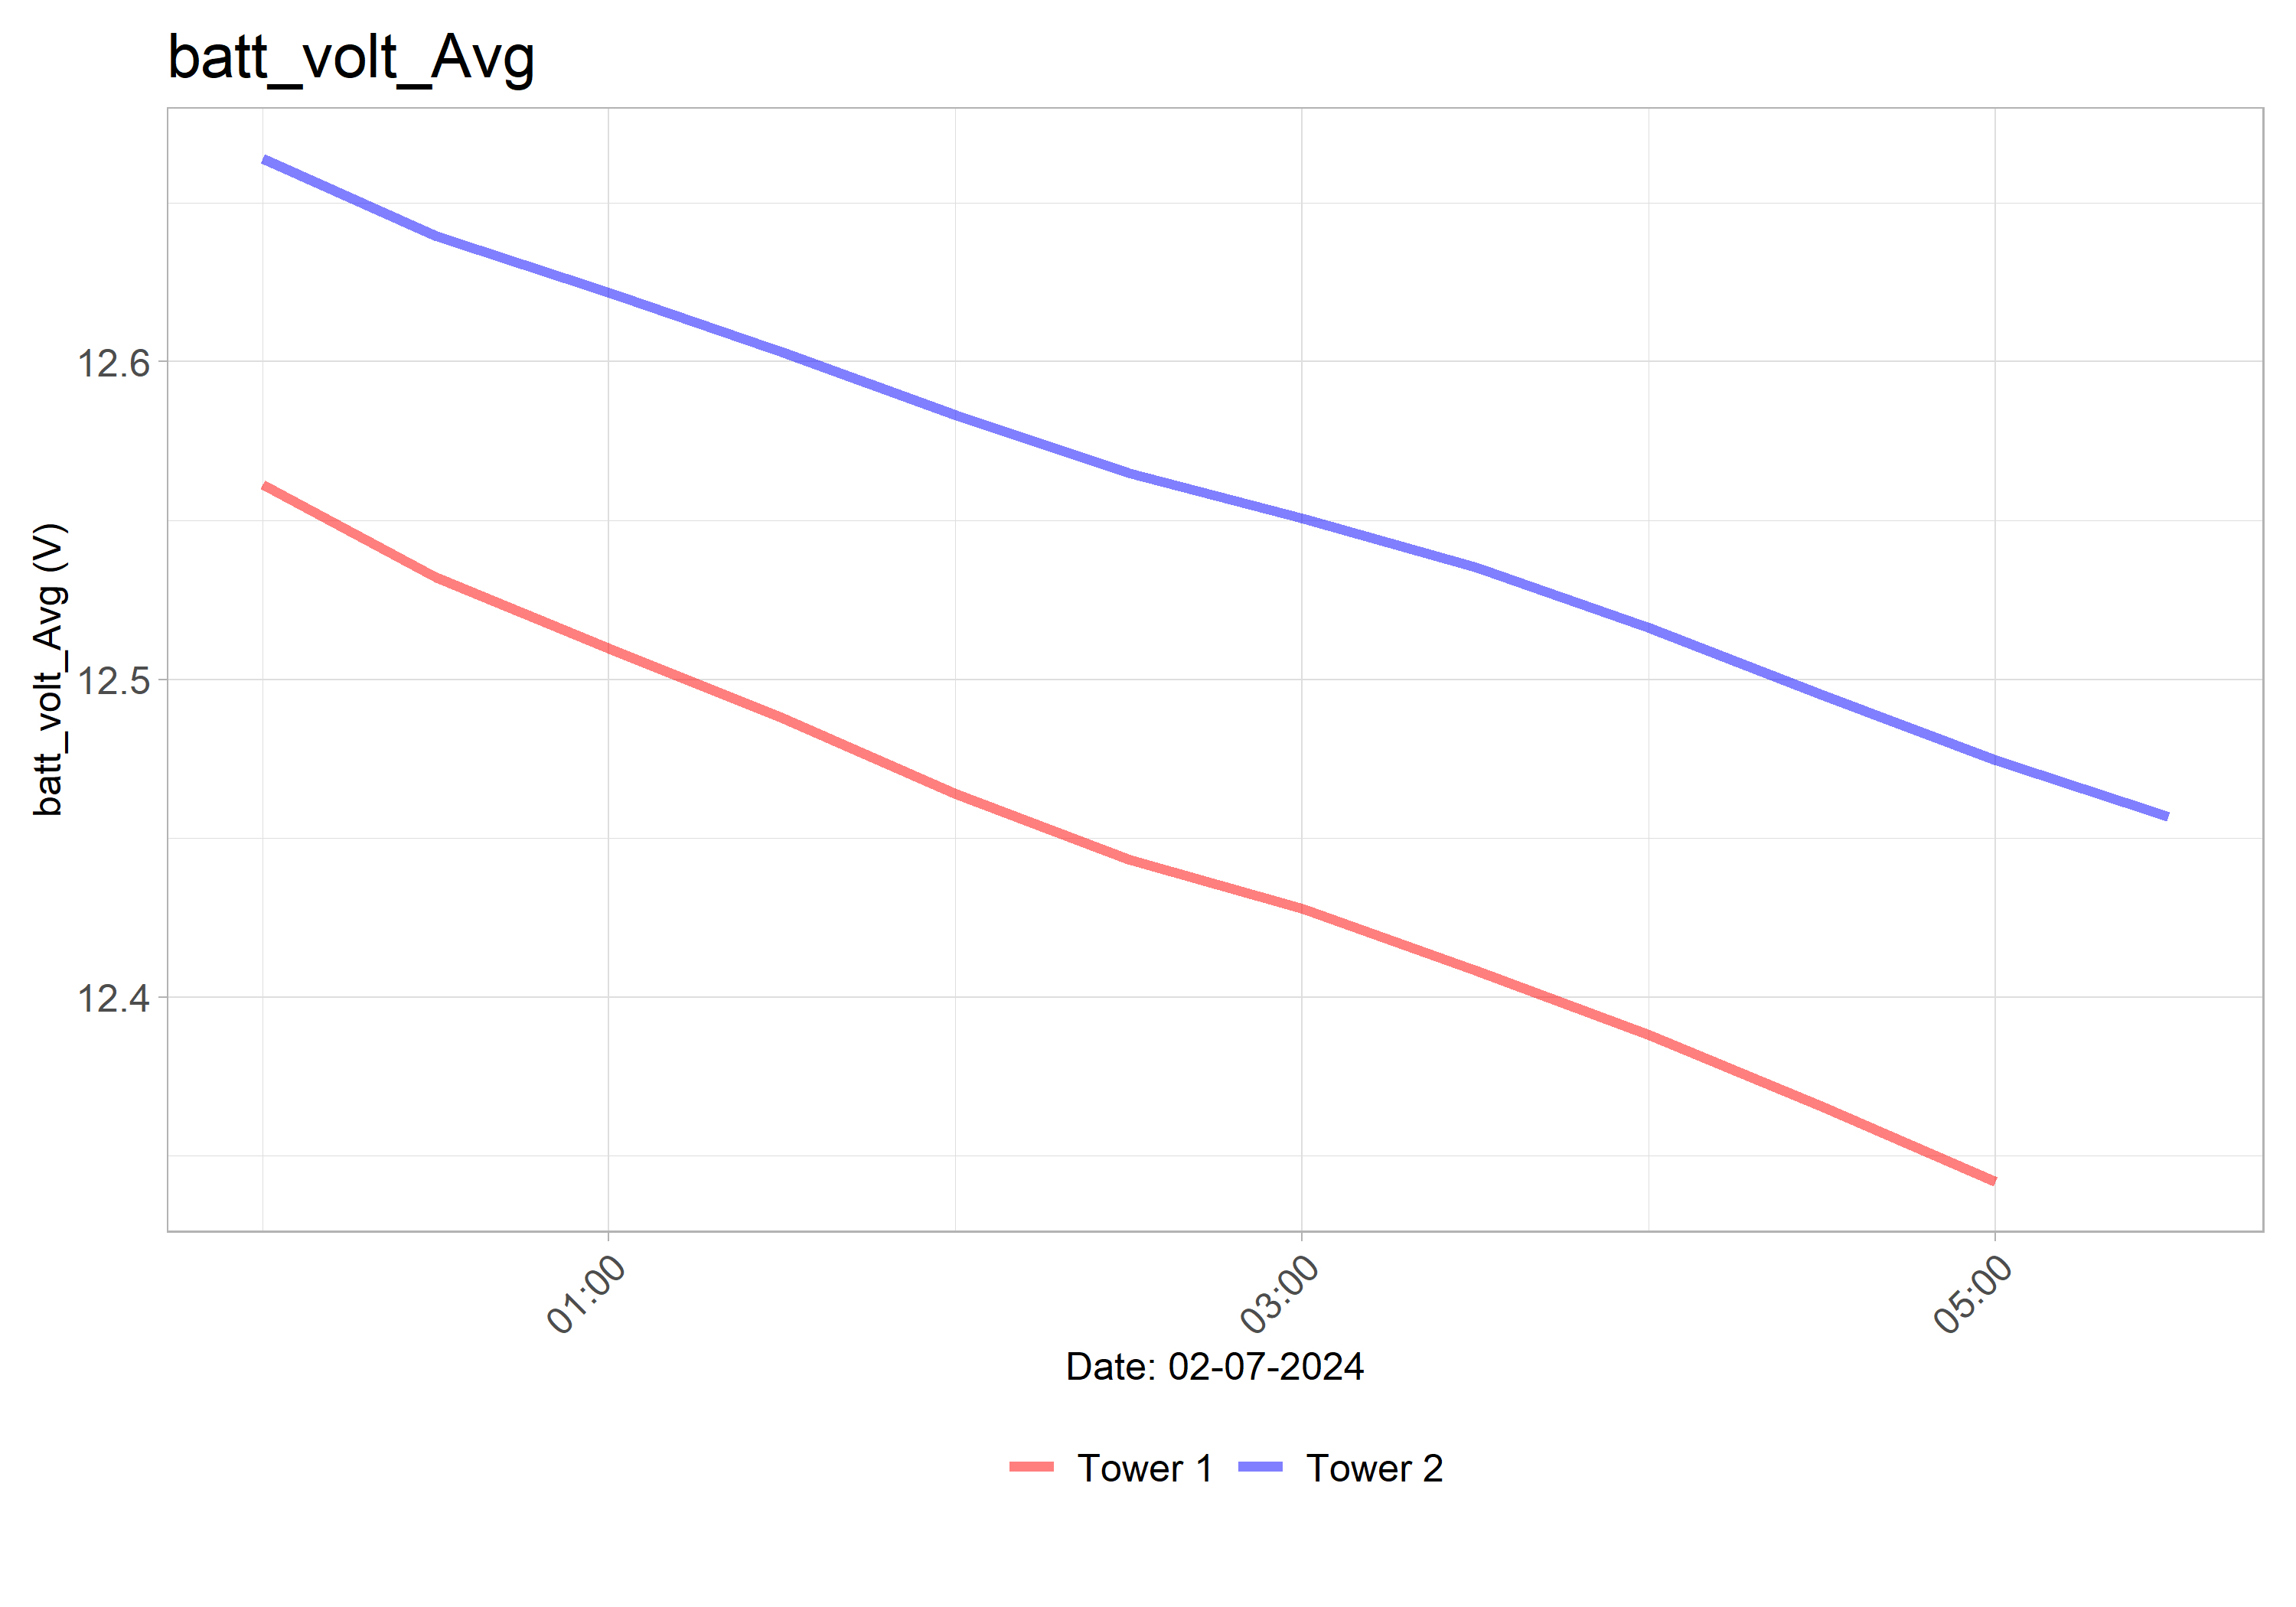 batt_volt_Avg
batt_volt_Avg (V)
12.6
12.5
12.4
01:00
03:00
05:00
Date: 02-07-2024
Tower 1
Tower 2